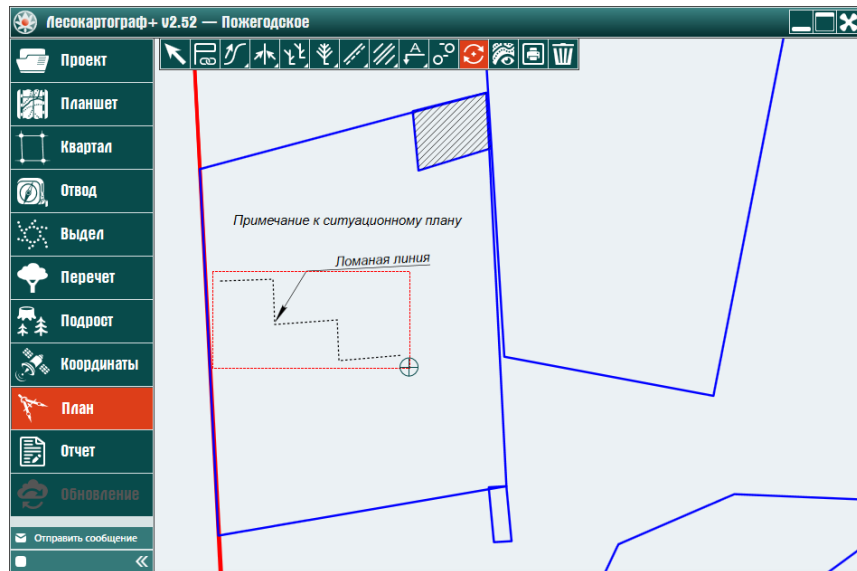 Лесокартограф+ v2.52 — Пожегодское
Проект
Планшет
Квартал
Отвод
Выдел
Перечет
Подрост
Координаты
План
Отчет
Обновление
Отправить сообщение
A
Примечание к ситуационному плану
Ломаная линия